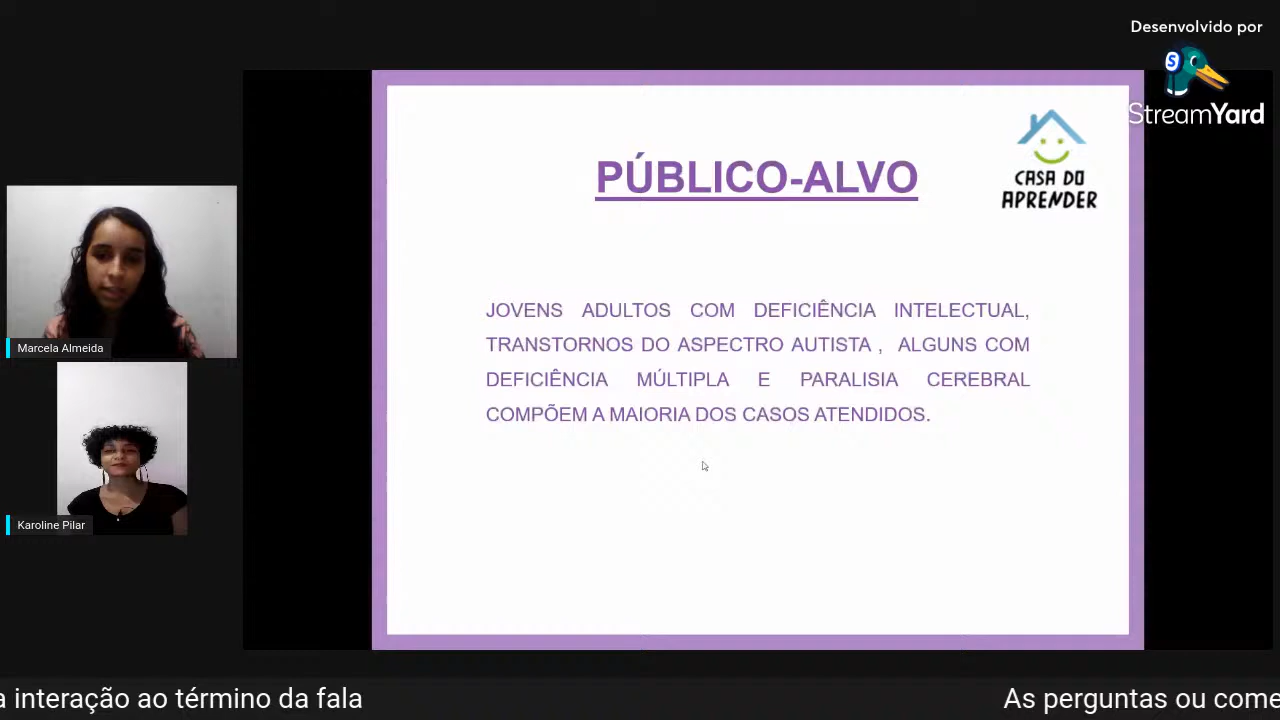 Desenvolvido por
StreamYard
PÚBLICO-ALVO
CASA DO
APRENDER
JOVENS ADULTOS COM DEFICIÊNCIA INTELECTUAL,
TRANSTORNOS DO ASPECTRO AUTISTA , ALGUNS COM
DEFICIÊNCIA MÚLTIPLA E PARALISIA CEREBRAL
COMPÕEM A MAIORIA DOS CASOS ATENDIDOS.
Marcela Almeida
Karoline Pilar
a interação ao término da fala
As perguntas ou come